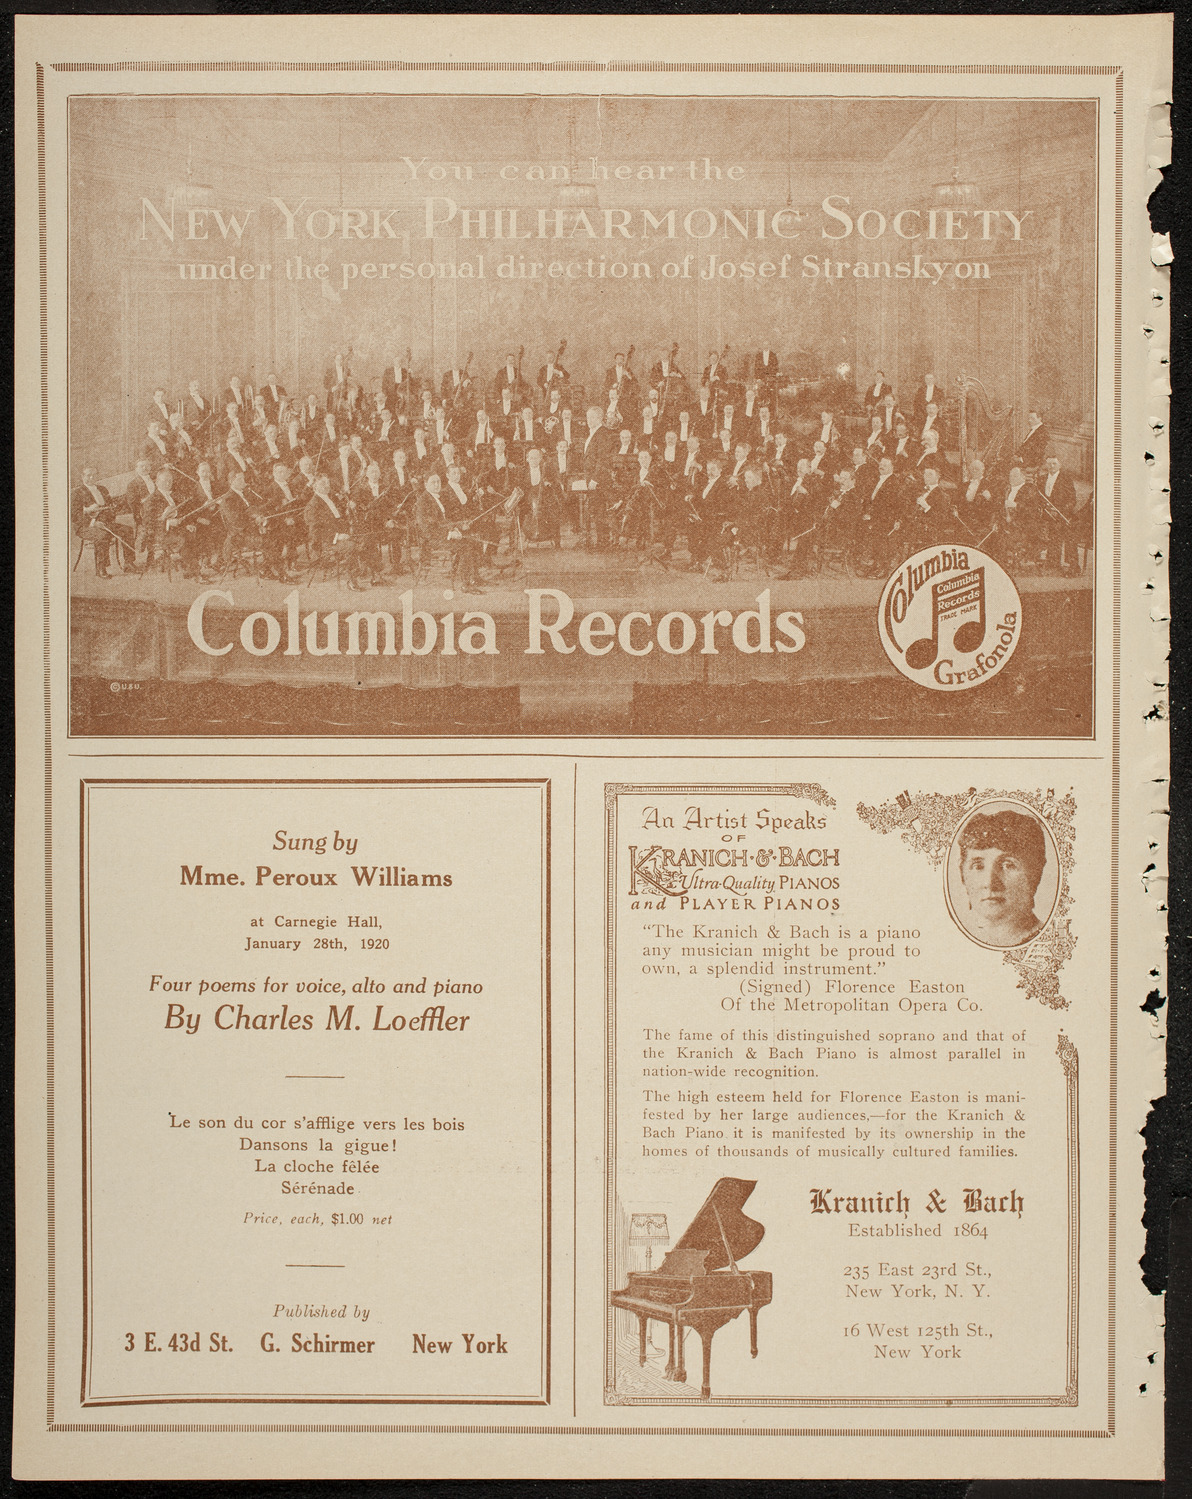 You can hear the
NEW YORK PHILHARMONIC SOCIETY
under the personal direction of Josef Stransky on
Columbia Records
Columbia
Columbia
Records
TRADE MARK
Grafonola
© U.&U.
Sung by
Mme. Peroux Williams
at Carnegie Hall,
January 28th, 1920
Four poems for voice, alto and piano
By Charles M. Loeffler
Le son du cor s'afflige vers les bois
Dansons la gigue!
La cloche fêlée
Sérénade
Price, each, $1.00 net
Published by
3 E. 43d St. G. Schirmer New York
An Artist Speaks
OF
KRANICH·&·BACH
Ultra-Quality PIANOS
and PLAYER PIANOS
"The Kranich & Bach is a piano
any musician might be proud to
own, a splendid instrument."
(Signed) Florence Easton
Of the Metropolitan Opera Co.
The fame of this distinguished soprano and that of
the Kranich & Bach Piano is almost parallel in
nation-wide recognition.
The high esteem held for Florence Easton is mani-
fested by her large audiences,—for the Kranich &
Bach Piano it is manifested by its ownership in the
homes of thousands of musically cultured families.
Kranich & Bach
Established 1864
235 East 23rd St.,
New York, N. Y.
16 West 125th St.,
New York